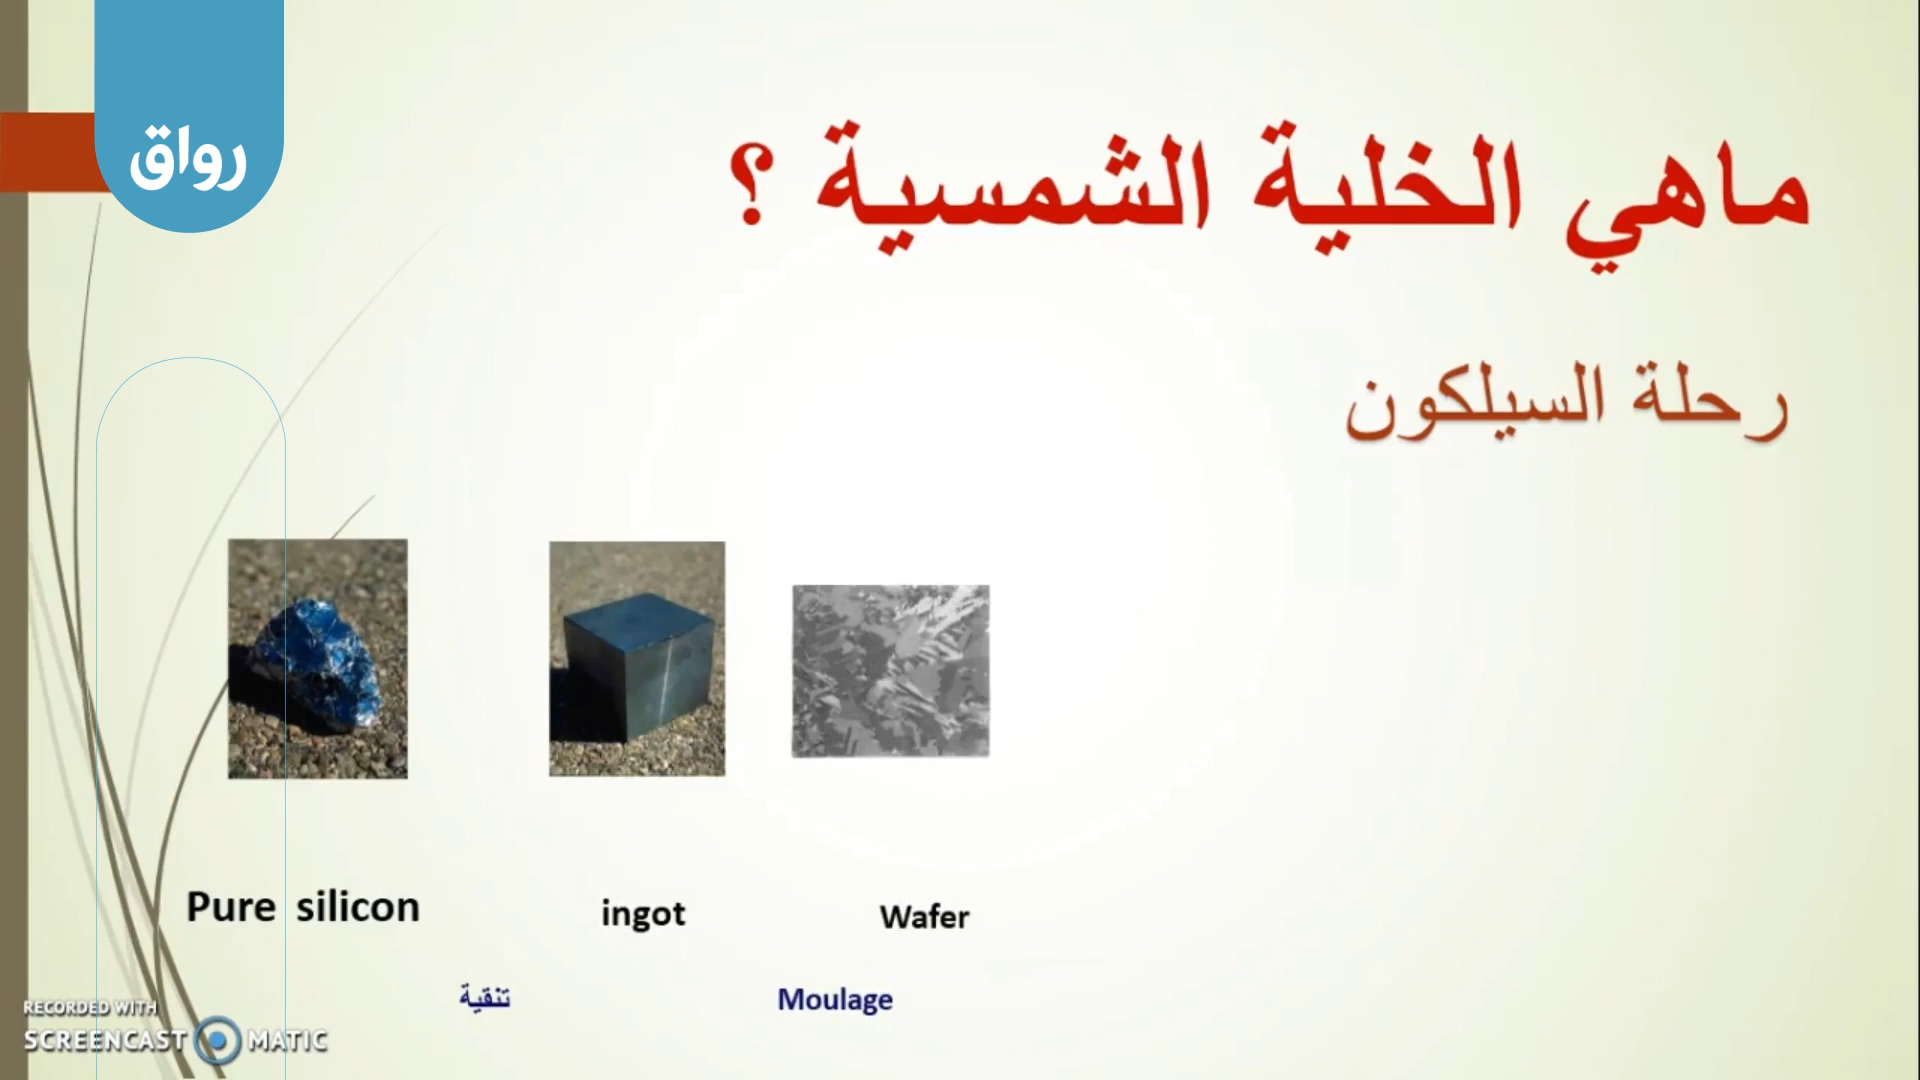 رواق
ماهي الخلية الشمسية ؟
رحلة السيلكون
Pure silicon
ingot
Wafer
تنقية
Moulage
RECORDED WITH
SCREENCAST MATIC